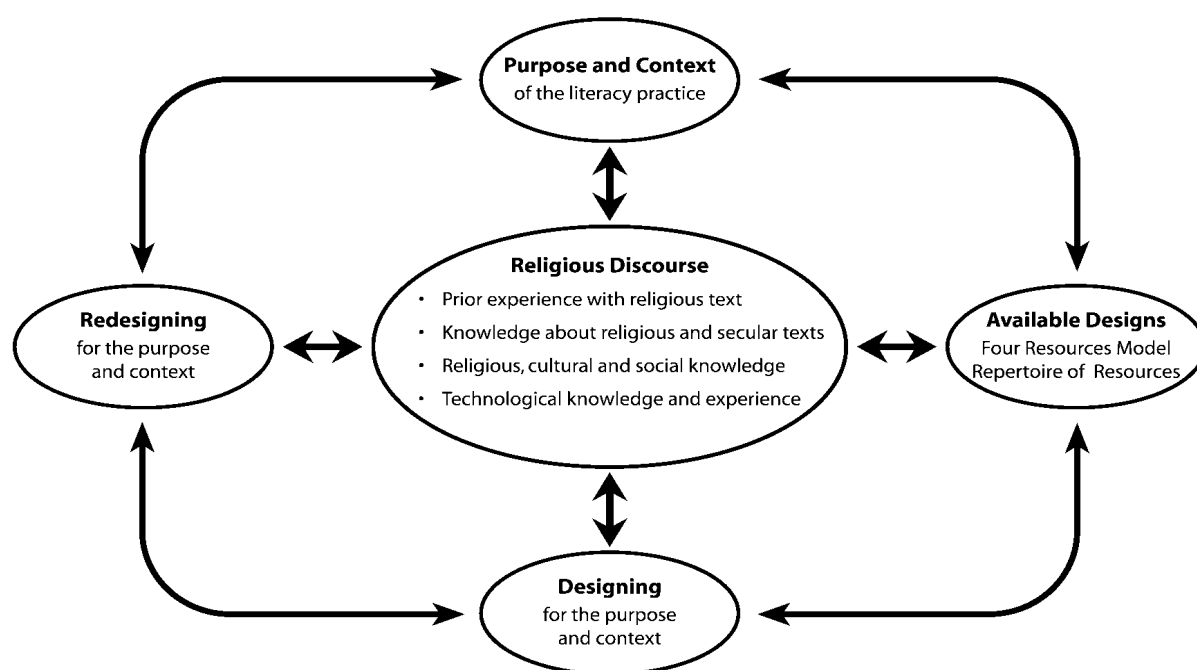 Purpose and Context
of the literacy practice
Religious Discourse
• Prior experience with religious text
• Knowledge about religious and secular texts
• Religious, cultural and social knowledge
• Technological knowledge and experience
Redesigning
for the purpose
and context
Available Designs
Four Resources Model
Repertoire of Resources
Designing
for the purpose
and context